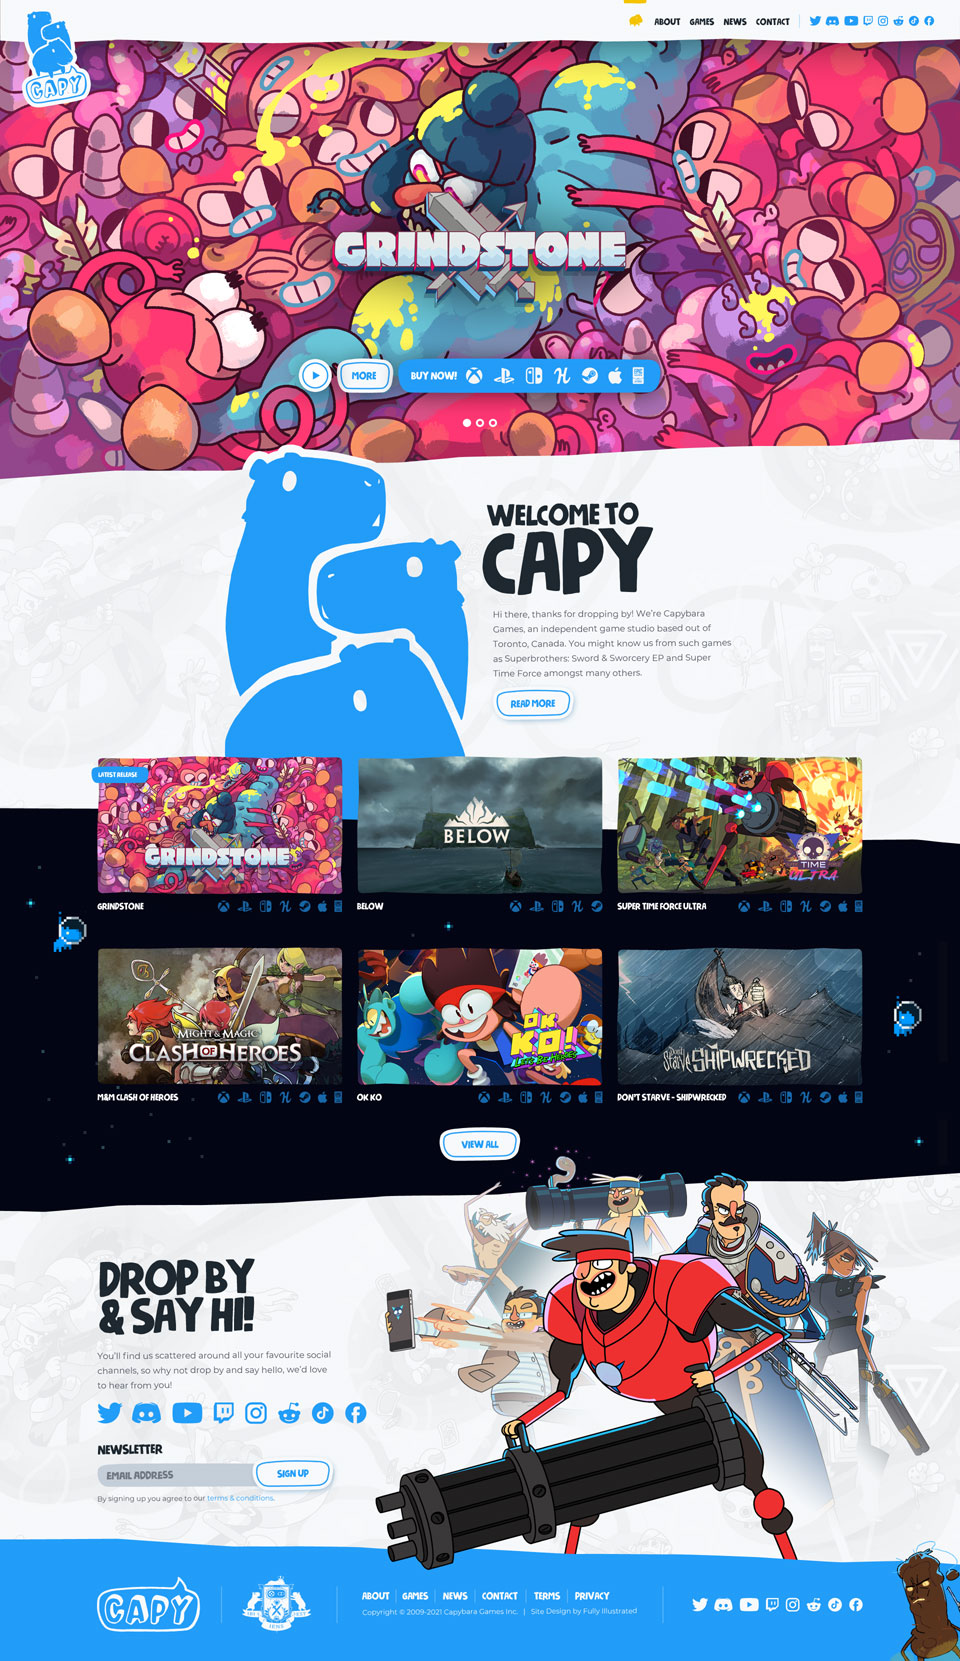 ABOUT GAMES NEWS CONTACT
CAPY
GRINDSTONE
MORE
BUY NOW!
WELCOME TO
CAPY
Hi there, thanks for dropping by! We're Capybara
Games, an independent game studio based out of
Toronto, Canada. You might know us from such games
as Superbrothers: Sword & Sworcery EP and Super
Time Force amongst many others.
READ MORE
LATEST RELEASE
GRINDSTONE
BELOW
TIME
ULTRA
GRINDSTONE
BELOW
SUPER TIME FORCE ULTRA
MIGHT & MAGIC
CLASH OF HEROES
OK
K.O.!
LET'S BE HEROES
Don't
Starve SHIPWRECKED
M&M CLASH OF HEROES
OK KO
DON'T STARVE - SHIPWRECKED
VIEW ALL
DROP BY
& SAY HI!
You'll find us scattered around all your favourite social
channels, so why not drop by and say hello, we'd love
to hear from you!
NEWSLETTER
EMAIL ADDRESS
SIGN UP
By signing up you agree to our terms & conditions.
CAPY
ABOUT GAMES NEWS CONTACT TERMS PRIVACY
Copyright © 2009-2021 Capybara Games Inc. | Site Design by Fully Illustrated